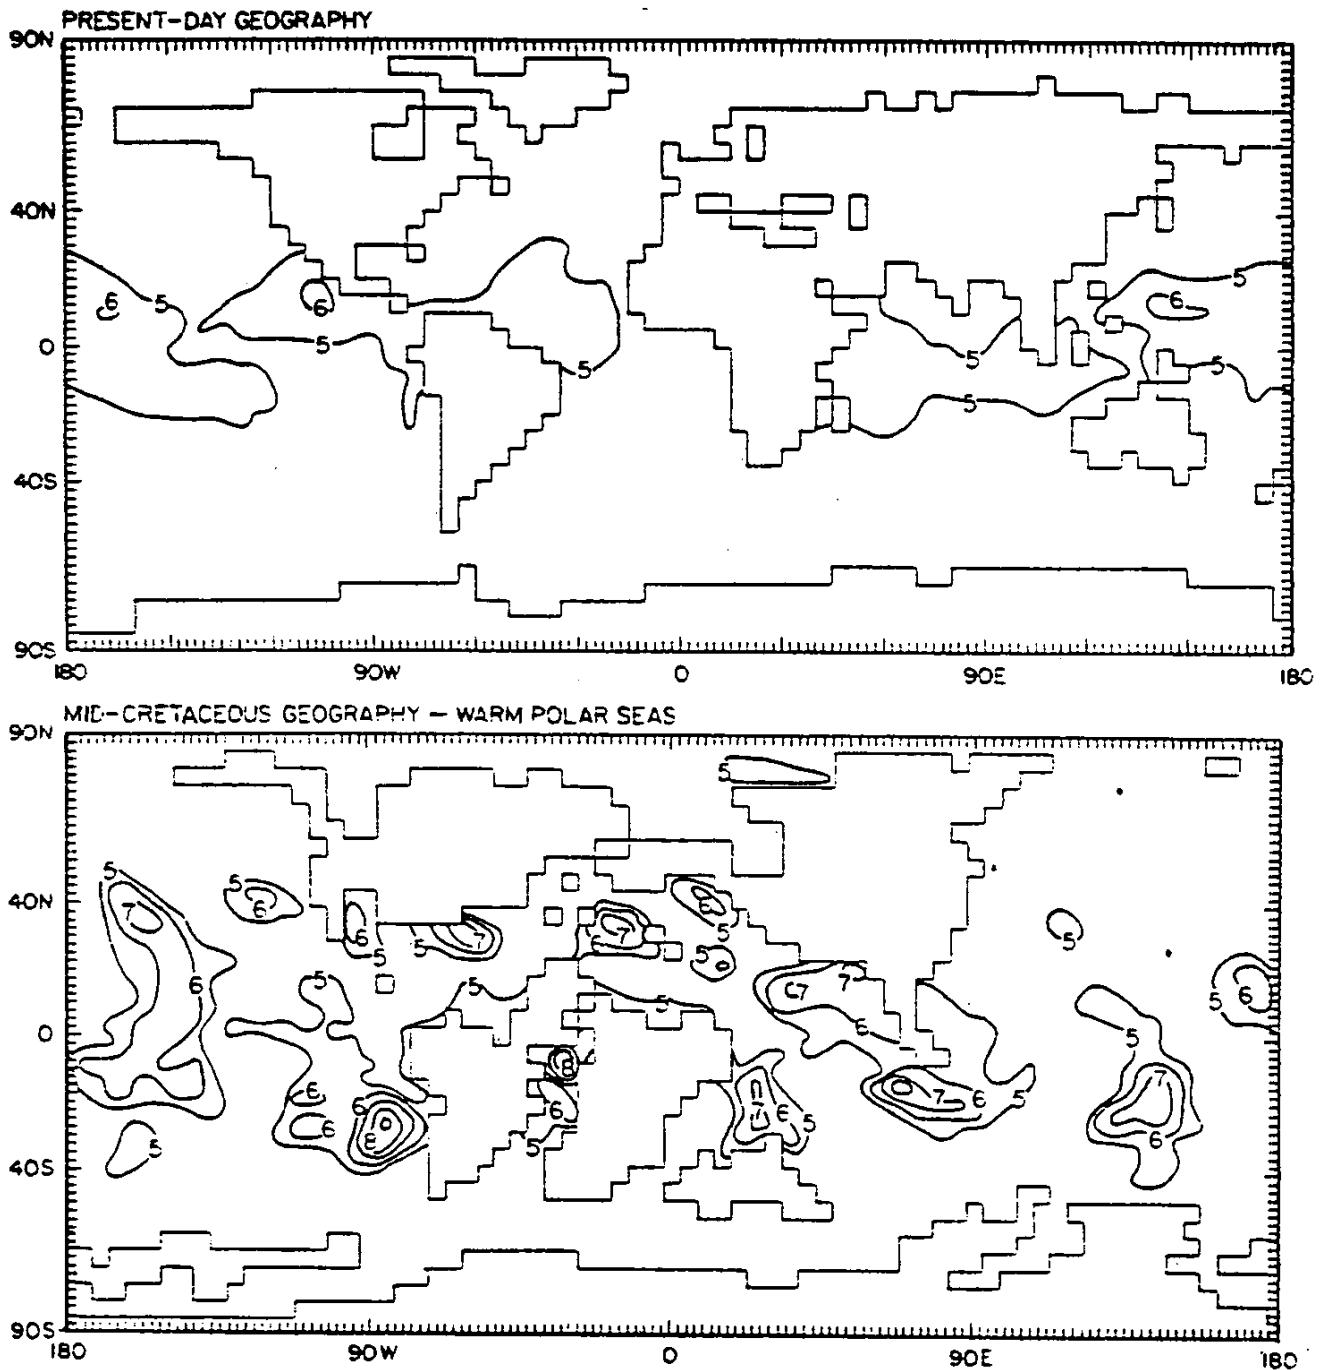 PRESENT-DAY GEOGRAPHY
90N
40N
0
40S
90S
6 5 6 5 5 5 5 5 6 5
180 90W 0 90E 180
MID-CRETACEOUS GEOGRAPHY – WARM POLAR SEAS
90N
40N
0
40S
90S
5
5 7 5 6 6 5 5 7 6 7 6 5 5 5
6 5 5 5 7 7 6 5 6 5
6 6 6 8 8 6 5 7 6 5 7 6 5 7 6
5
180 90W 0 90E 180